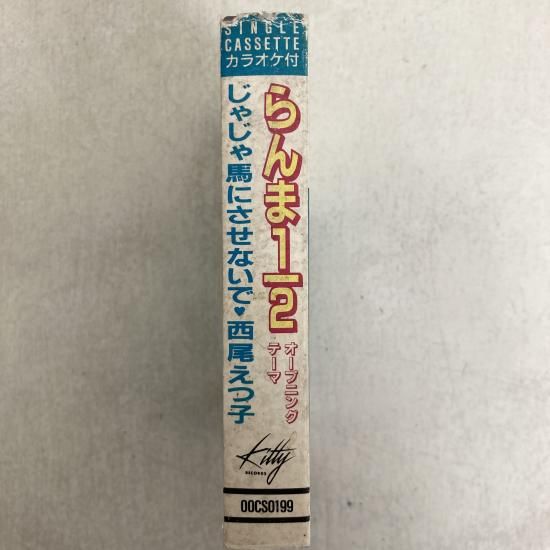 SINGLE
CASSETTE
カラオケ付
らんま1/2
オープニング
テーマ
じゃじゃ馬にさせないで♥西尾えつ子
Kitty
RECORDS
00CS0199